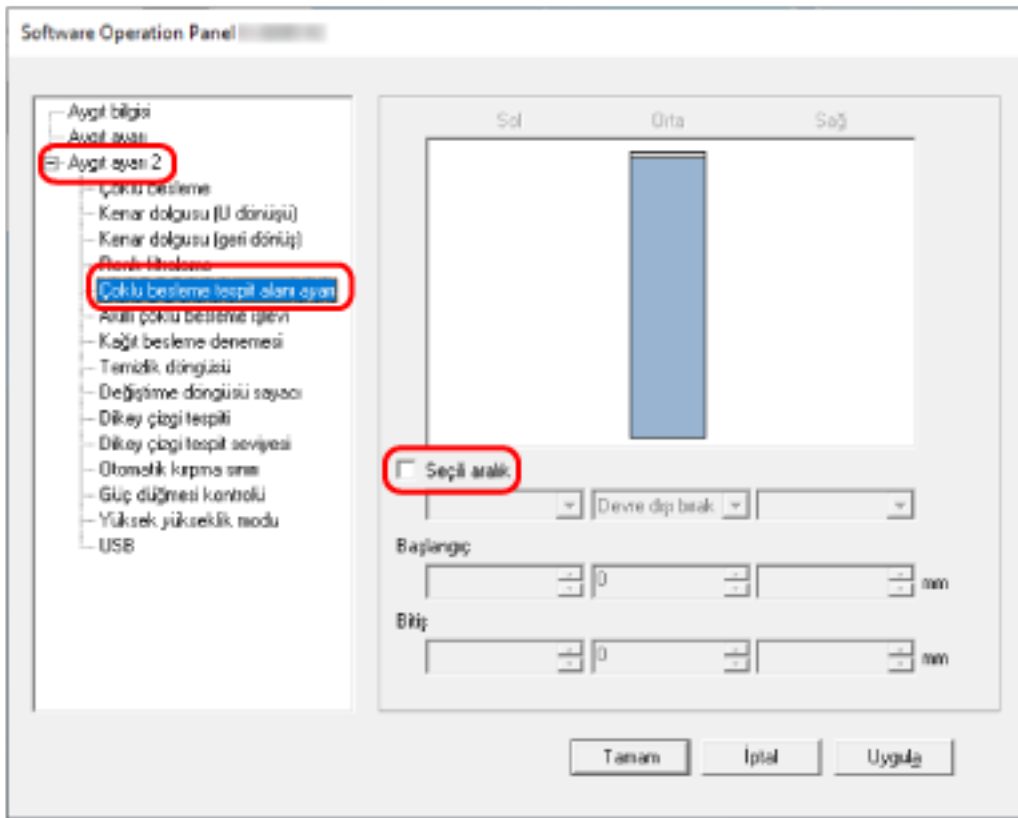 Software Operation Panel
Aygıt bilgisi
Aygıt ayarı
Aygıt ayarı 2
Çoklu besleme
Kenar dolgusu (U dönüşü)
Kenar dolgusu (geri dönüş)
Renk filtreleme
Çoklu besleme tespit alanı ayarı
Akıllı çoklu besleme işlevi
Kağıt besleme denemesi
Temizlik döngüsü
Değiştirme döngüsü sayacı
Dikey çizgi tespiti
Dikey çizgi tespit seviyesi
Otomatik kırpma sınırı
Güç düğmesi kontrolü
Yüksek yükseklik modu
USB
Sol Orta Sağ
Seçili aralık
Devre dışı bırak
Başlangıç
0 mm
Bitiş
0 mm
Tamam İptal Uygula